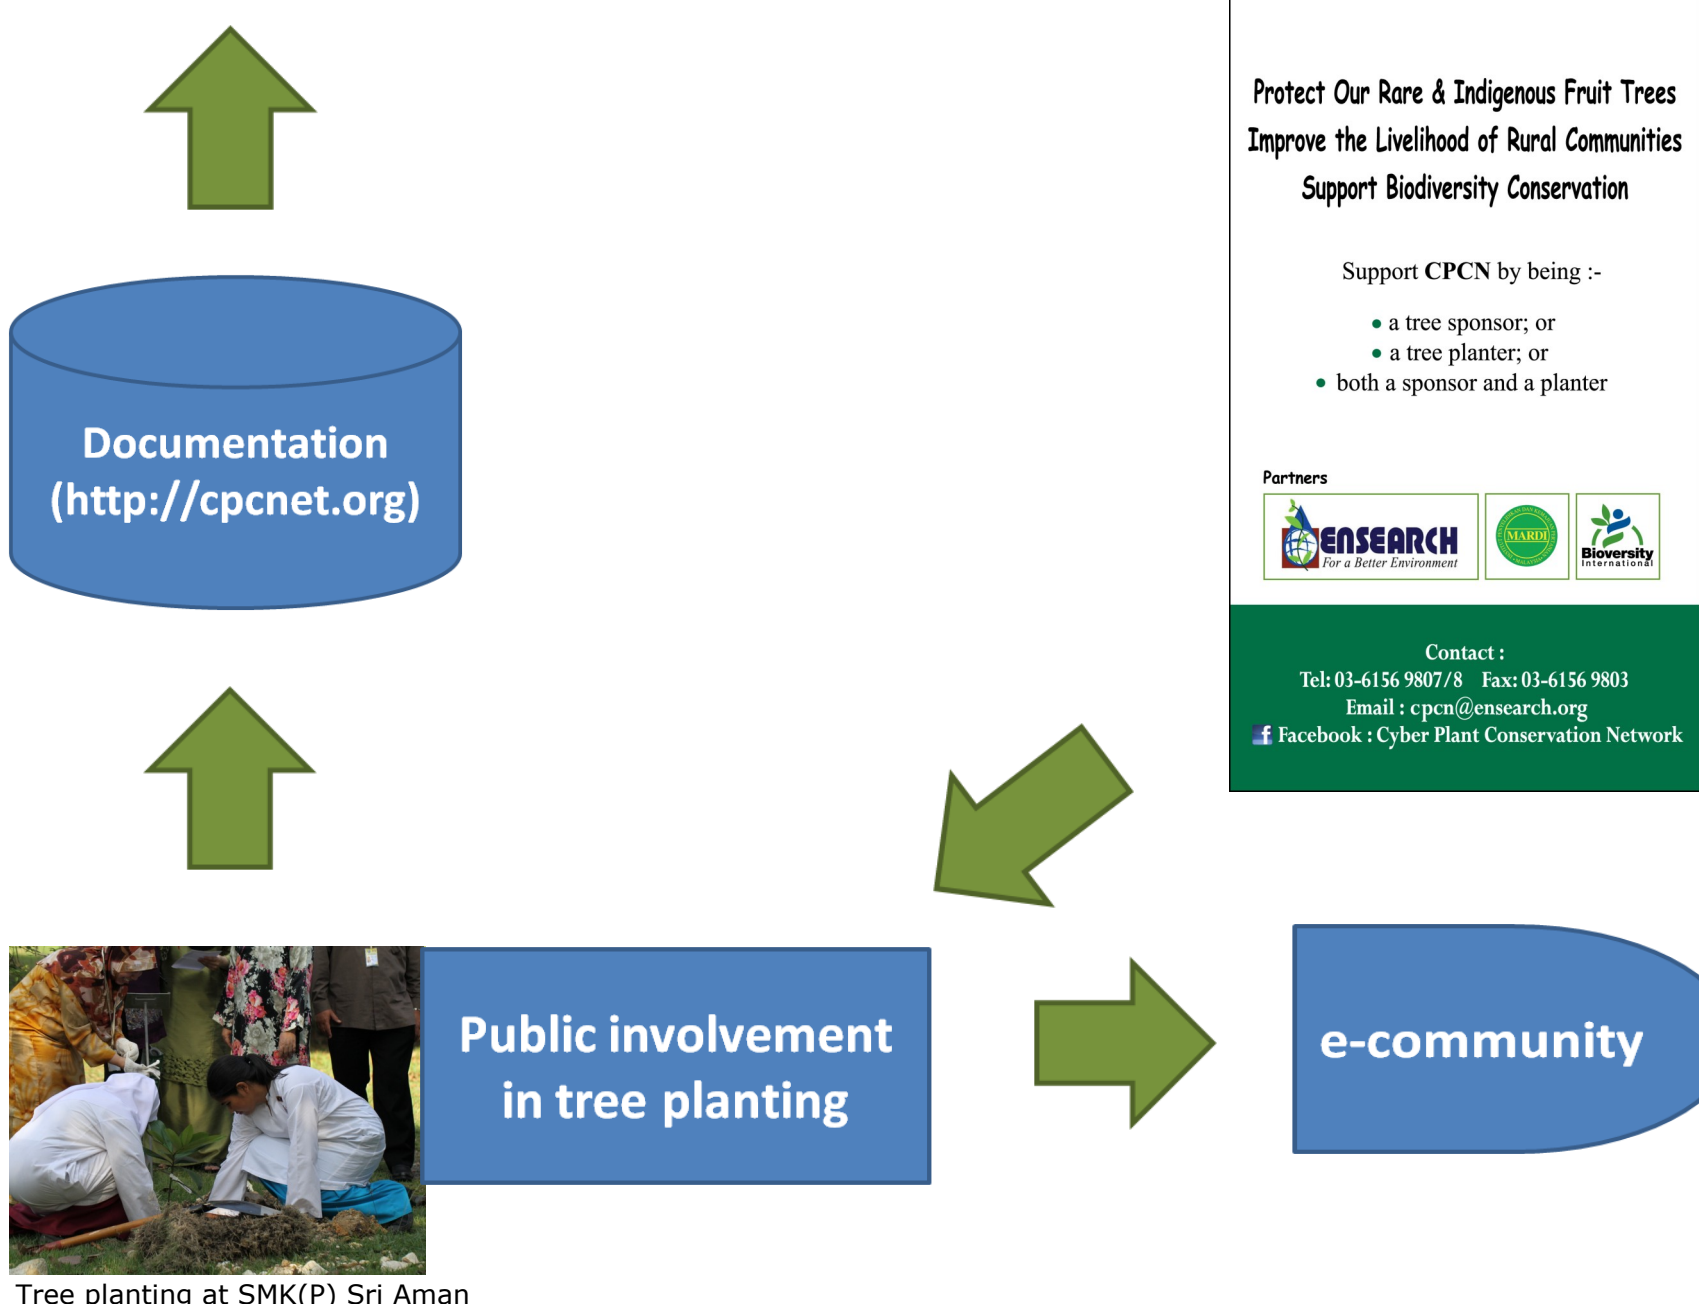 Protect Our Rare & Indigenous Fruit Trees
Improve the Livelihood of Rural Communities
Support Biodiversity Conservation
Support CPCN by being :-
• a tree sponsor; or
• a tree planter; or
• both a sponsor and a planter
Partners
ENSEARCH
For a Better Environment
MARDI
Bioversity
International
Contact :
Tel: 03-6156 9807/8 Fax: 03-6156 9803
Email : cpcn@ensearch.org
f Facebook : Cyber Plant Conservation Network
Documentation
(http://cpcnet.org)
Public involvement
in tree planting
e-community
Tree planting at SMK(P) Sri Aman